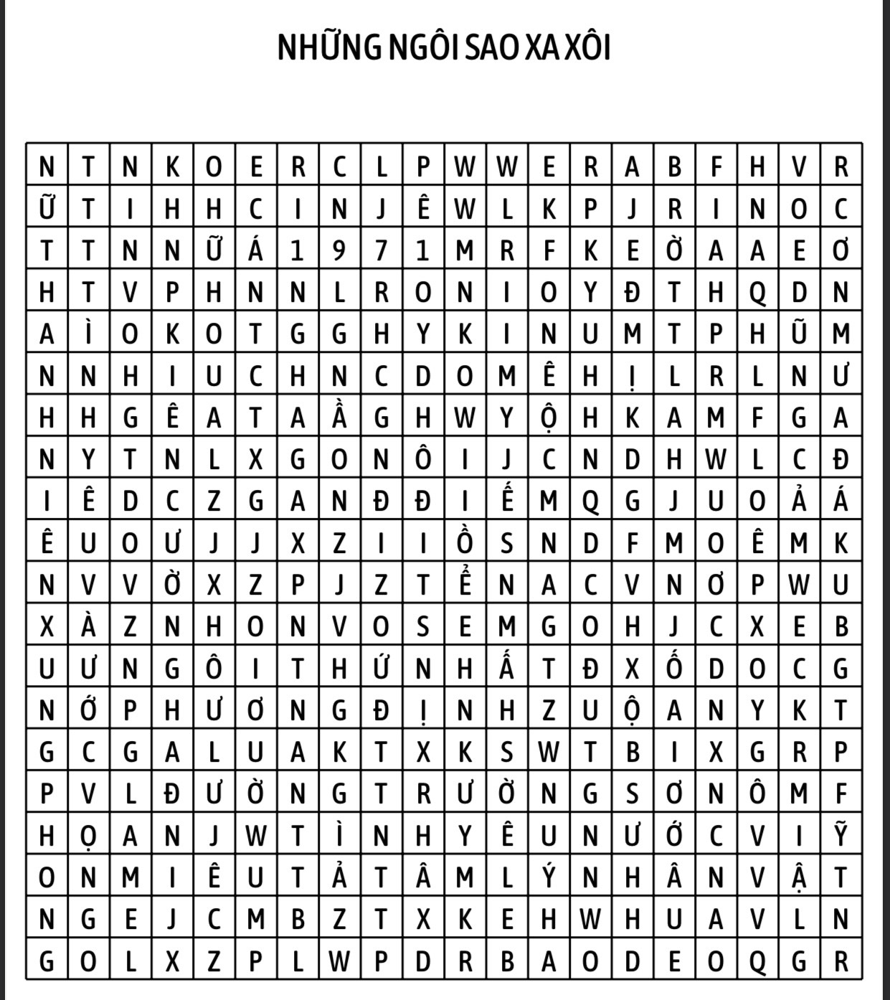 NHỮNG NGÔI SAO XA XÔI
N T N K O E R C L P W W E R A B F H V R
Ữ T I H H C I N J Ê W L K P J R I N O C
T T N N Ữ Á 1 9 7 1 M R F K E Ờ A A E Ơ
H T V P H N N L R O N I O Y Đ T H Q D N
A Ì O K O T G G H Y K I N U M T P H Ũ M
N N H I U C H N C D O M Ê H Ị L R L N Ư
H H G Ê A T A Ầ G H W Y Ộ H K A M F G A
N Y T N L X G O N Ô I J C N D H W L C Đ
I Ê D C Z G A N Đ Đ I Ế M Q G J U O Ả Á
Ê U O Ư J J X Z I I Ồ S N D F M O Ê M K
N V V Ờ X Z P J Z T Ể N A C V N Ơ P W U
X À Z N H O N V O S E M G O H J C X E B
U Ư N G Ô I T H Ứ N H Ấ T Đ X Ố D O C G
N Ớ P H Ư Ơ N G Đ Ị N H Z U Ộ A N Y K T
G C G A L U A K T X K S W T B I X G R P
P V L Đ Ư Ờ N G T R Ư Ờ N G S Ơ N Ô M F
H Ọ A N J W T Ì N H Y Ê U N Ư Ớ C V I Ỹ
O N M I Ê U T Ả T Â M L Ý N H Â N V Ậ T
N G E J C M B Z T X K E H W H U A V L N
G O L X Z P L W P D R B A O D E O Q G R